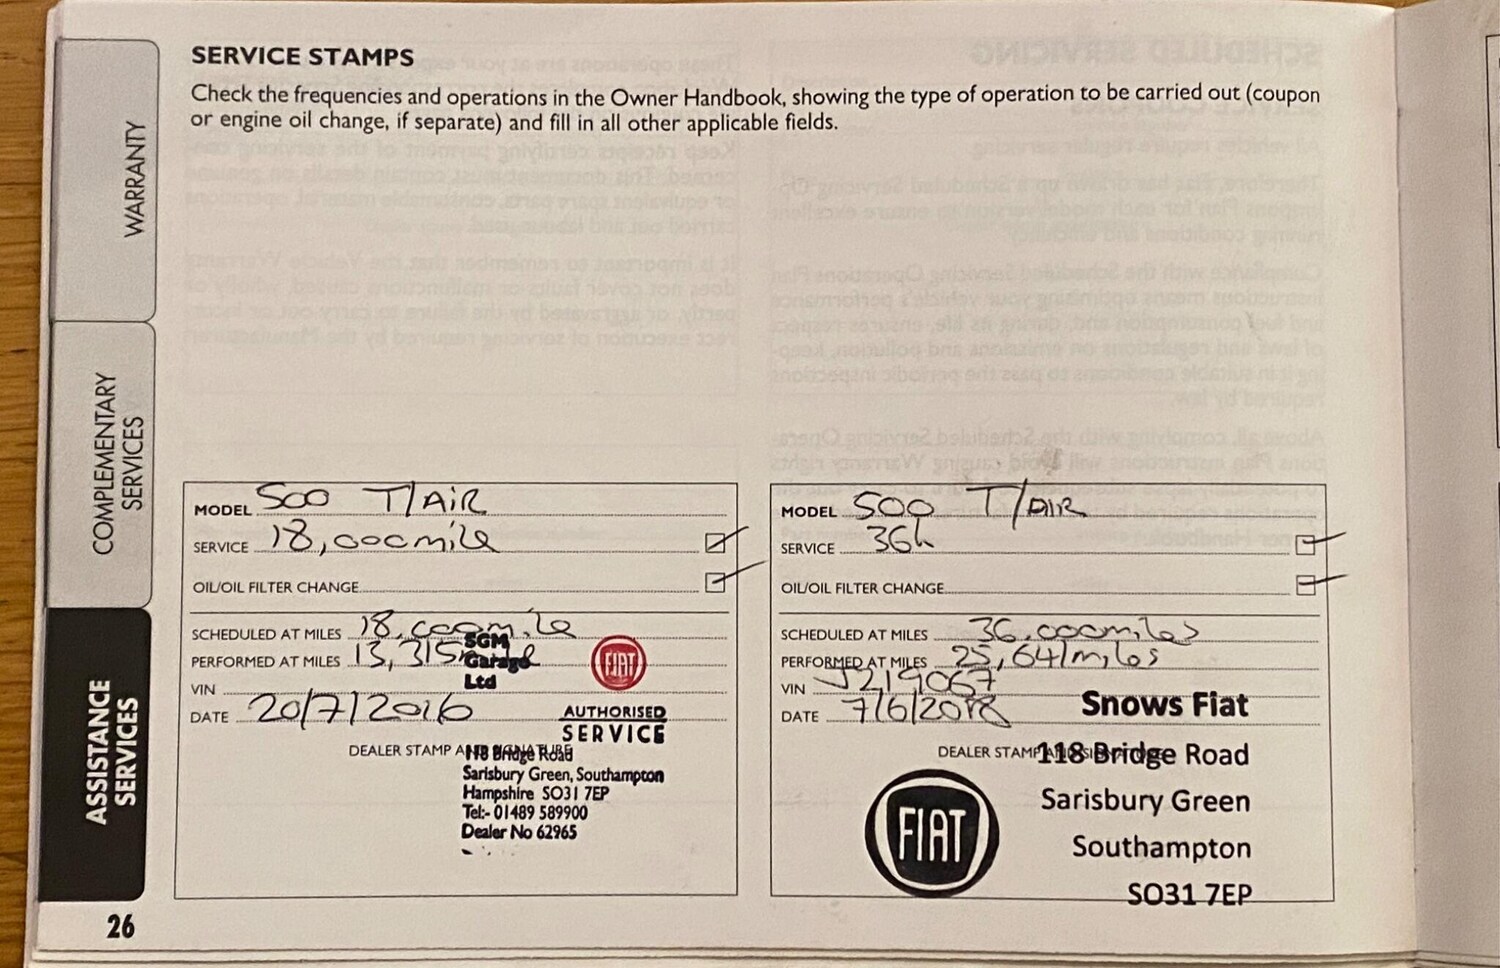 SERVICE STAMPS
Check the frequencies and operations in the Owner Handbook, showing the type of operation to be carried out (coupon
or engine oil change, if separate) and fill in all other applicable fields.
WARRANTY
COMPLEMENTARY
SERVICES
ASSISTANCE
SERVICES
MODEL 500 T/AIR
SERVICE 18,000mile
OIL/OIL FILTER CHANGE
SCHEDULED AT MILES 18,000mile
PERFORMED AT MILES 13,315
VIN
DATE 20/7/2016
DEALER STAMP AND SIGNATURE
SGM
Garage
Ltd
FIAT
AUTHORISED
SERVICE
118 Bridge Road
Sarisbury Green, Southampton
Hampshire SO31 7EP
Tel:- 01489 589900
Dealer No 62965
MODEL 500 T/AIR
SERVICE 36k
OIL/OIL FILTER CHANGE
SCHEDULED AT MILES 36,000miles
PERFORMED AT MILES 25,641miles
VIN J219067
DATE 7/6/2018
DEALER STAMP
Snows Fiat
118 Bridge Road
Sarisbury Green
Southampton
SO31 7EP
FIAT
26